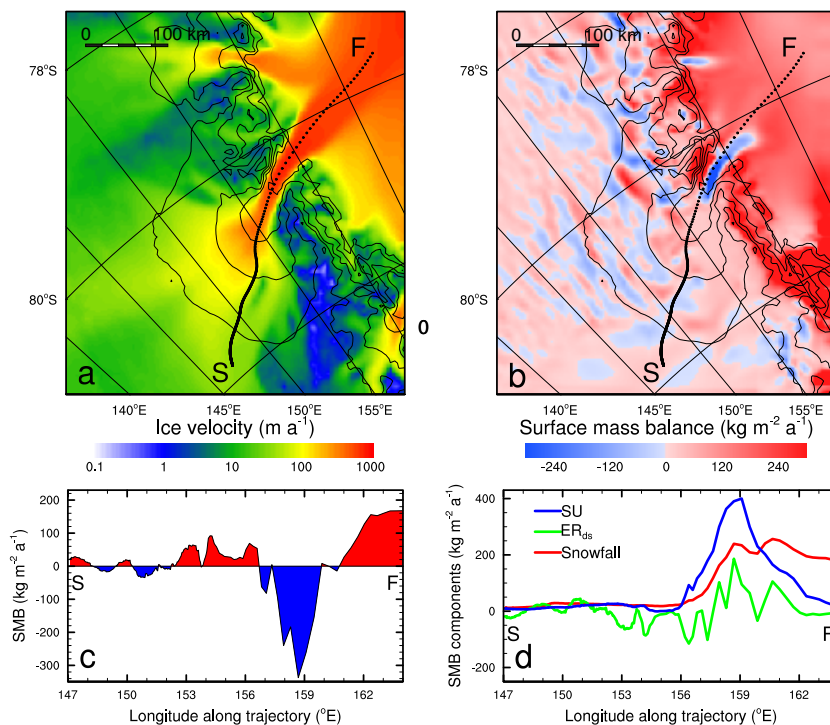 0 100 km
F
78°S
80°S
S
a
140°E 145°E 150°E 155°E
Ice velocity (m a-1)
0.1 1 10 100 1000
0 100 km
F
78°S
80°S
0
S
b
140°E 145°E 150°E 155°E
Surface mass balance (kg m-2 a-1)
-240 -120 0 120 240
SMB (kg m-2 a-1)
200
100
0
-100
-200
-300
S
F
c
147 150 153 156 159 162
Longitude along trajectory (°E)
SMB components (kg m-2 a-1)
400
200
0
-200
SU
ERds
Snowfall
S
F
d
147 150 153 156 159 162
Longitude along trajectory (°E)